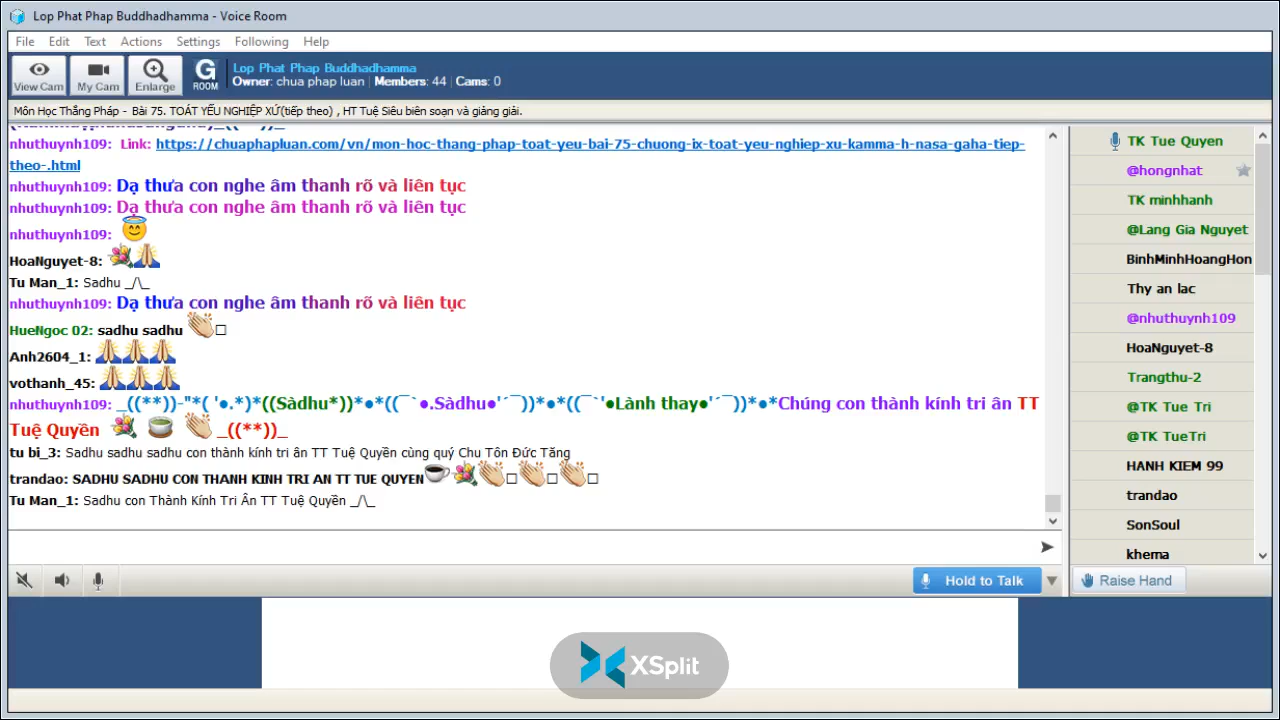 Lop Phat Phap Buddhadhamma - Voice Room
File Edit Text Actions Settings Following Help
View Cam My Cam Enlarge G ROOM
Lop Phat Phap Buddhadhamma
Owner: chua phap luan | Members: 44 | Cams: 0
Môn Học Thắng Pháp - Bài 75. TOÁT YẾU NGHIỆP XỨ(tiếp theo) , HT Tuệ Siêu biên soạn và giảng giải.
nhuthuynh109: Link: https://chuaphapluan.com/vn/mon-hoc-thang-phap-toat-yeu-bai-75-chuong-ix-toat-yeu-nghiep-xu-kamma-h-nasa-gaha-tiep-
theo-.html
nhuthuynh109: Dạ thưa con nghe âm thanh rõ và liên tục
nhuthuynh109: Dạ thưa con nghe âm thanh rõ và liên tục
nhuthuynh109:
HoaNguyet-8:
Tu Man_1: Sadhu _/\_
nhuthuynh109: Dạ thưa con nghe âm thanh rõ và liên tục
HueNgoc 02: sadhu sadhu
Anh2604_1:
vothanh_45:
nhuthuynh109: _((**))-"*( '●.*)*((Sàdhu*))*●*((¯`●.Sàdhu●'´¯))*●*((¯`'●Lành thay●'´¯))*●*Chúng con thành kính tri ân TT
Tuệ Quyền _((**))_
tu bi_3: Sadhu sadhu sadhu con thành kính tri ân TT Tuệ Quyền cùng quý Chu Tôn Đức Tăng
trandao: SADHU SADHU CON THANH KINH TRI AN TT TUE QUYEN
Tu Man_1: Sadhu con Thành Kính Tri Ân TT Tuệ Quyền _/\_
Hold to Talk
TK Tue Quyen
@hongnhat
TK minhhanh
@Lang Gia Nguyet
BinhMinhHoangHon
Thy an lac
@nhuthuynh109
HoaNguyet-8
Trangthu-2
@TK Tue Tri
@TK TueTri
HANH KIEM 99
trandao
SonSoul
khema
Raise Hand
XSplit